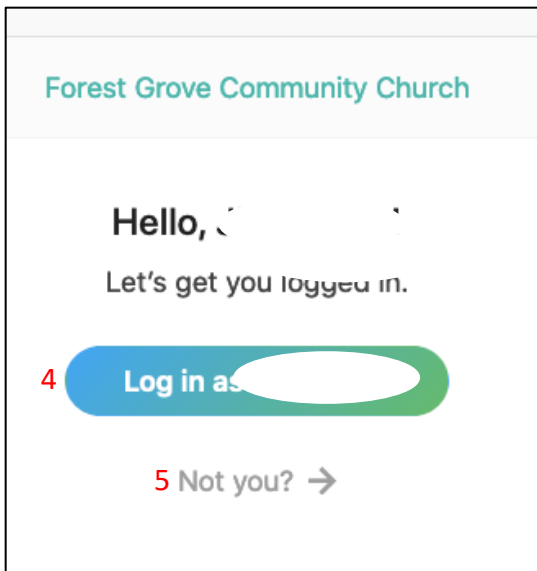 Forest Grove Community Church
Hello,
Let's get you logged in.
4 Log in as
5 Not you? →